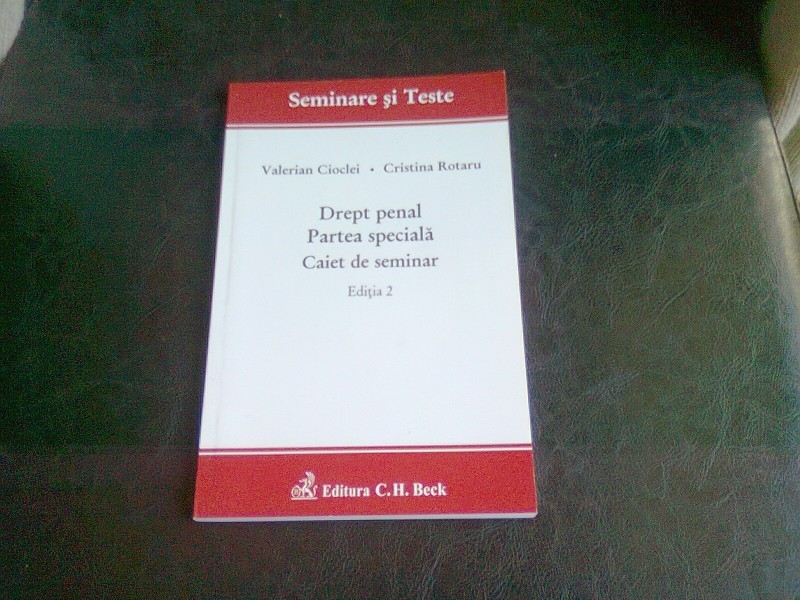 Seminare şi Teste
Valerian Cioclei • Cristina Rotaru
Drept penal
Partea specială
Caiet de seminar
Ediţia 2
Editura C.H. Beck